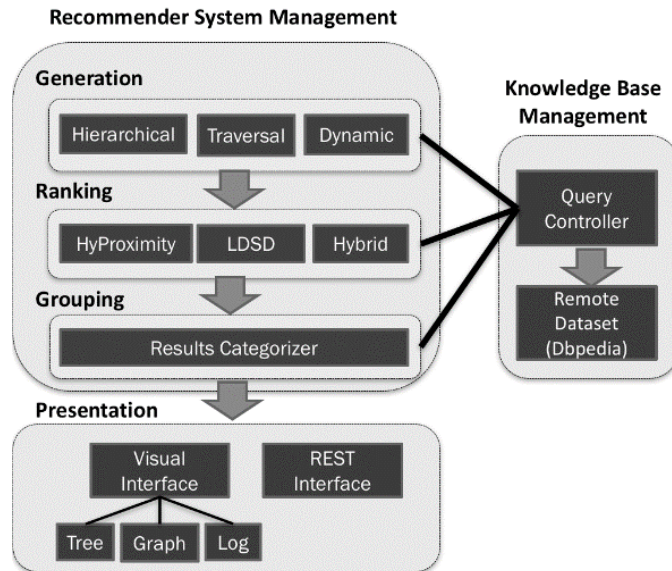 Recommender System Management
Generation
Hierarchical
Traversal
Dynamic
Ranking
HyProximity
LDSD
Hybrid
Grouping
Results Categorizer
Knowledge Base
Management
Query
Controller
Remote
Dataset
(Dbpedia)
Presentation
Visual
Interface
REST
Interface
Tree
Graph
Log